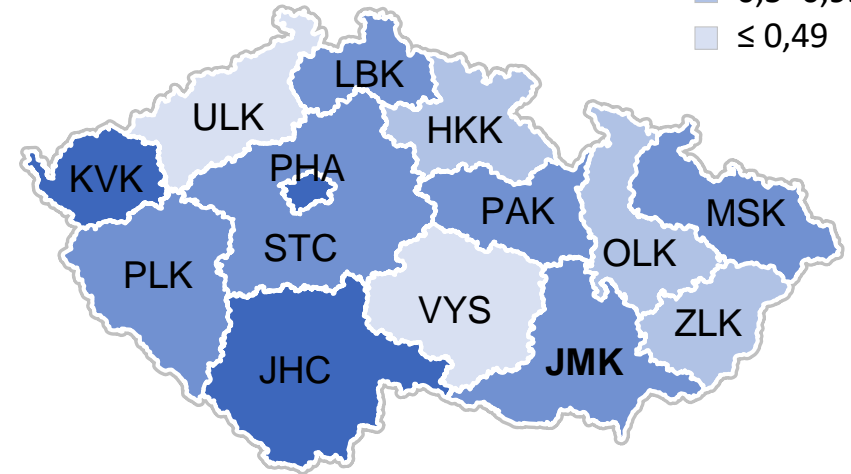 ≤ 0,49
LBK
ULK
HKK
PHA
KVK
PAK
MSK
STC
OLK
PLK
VYS
ZLK
JMK
JHC